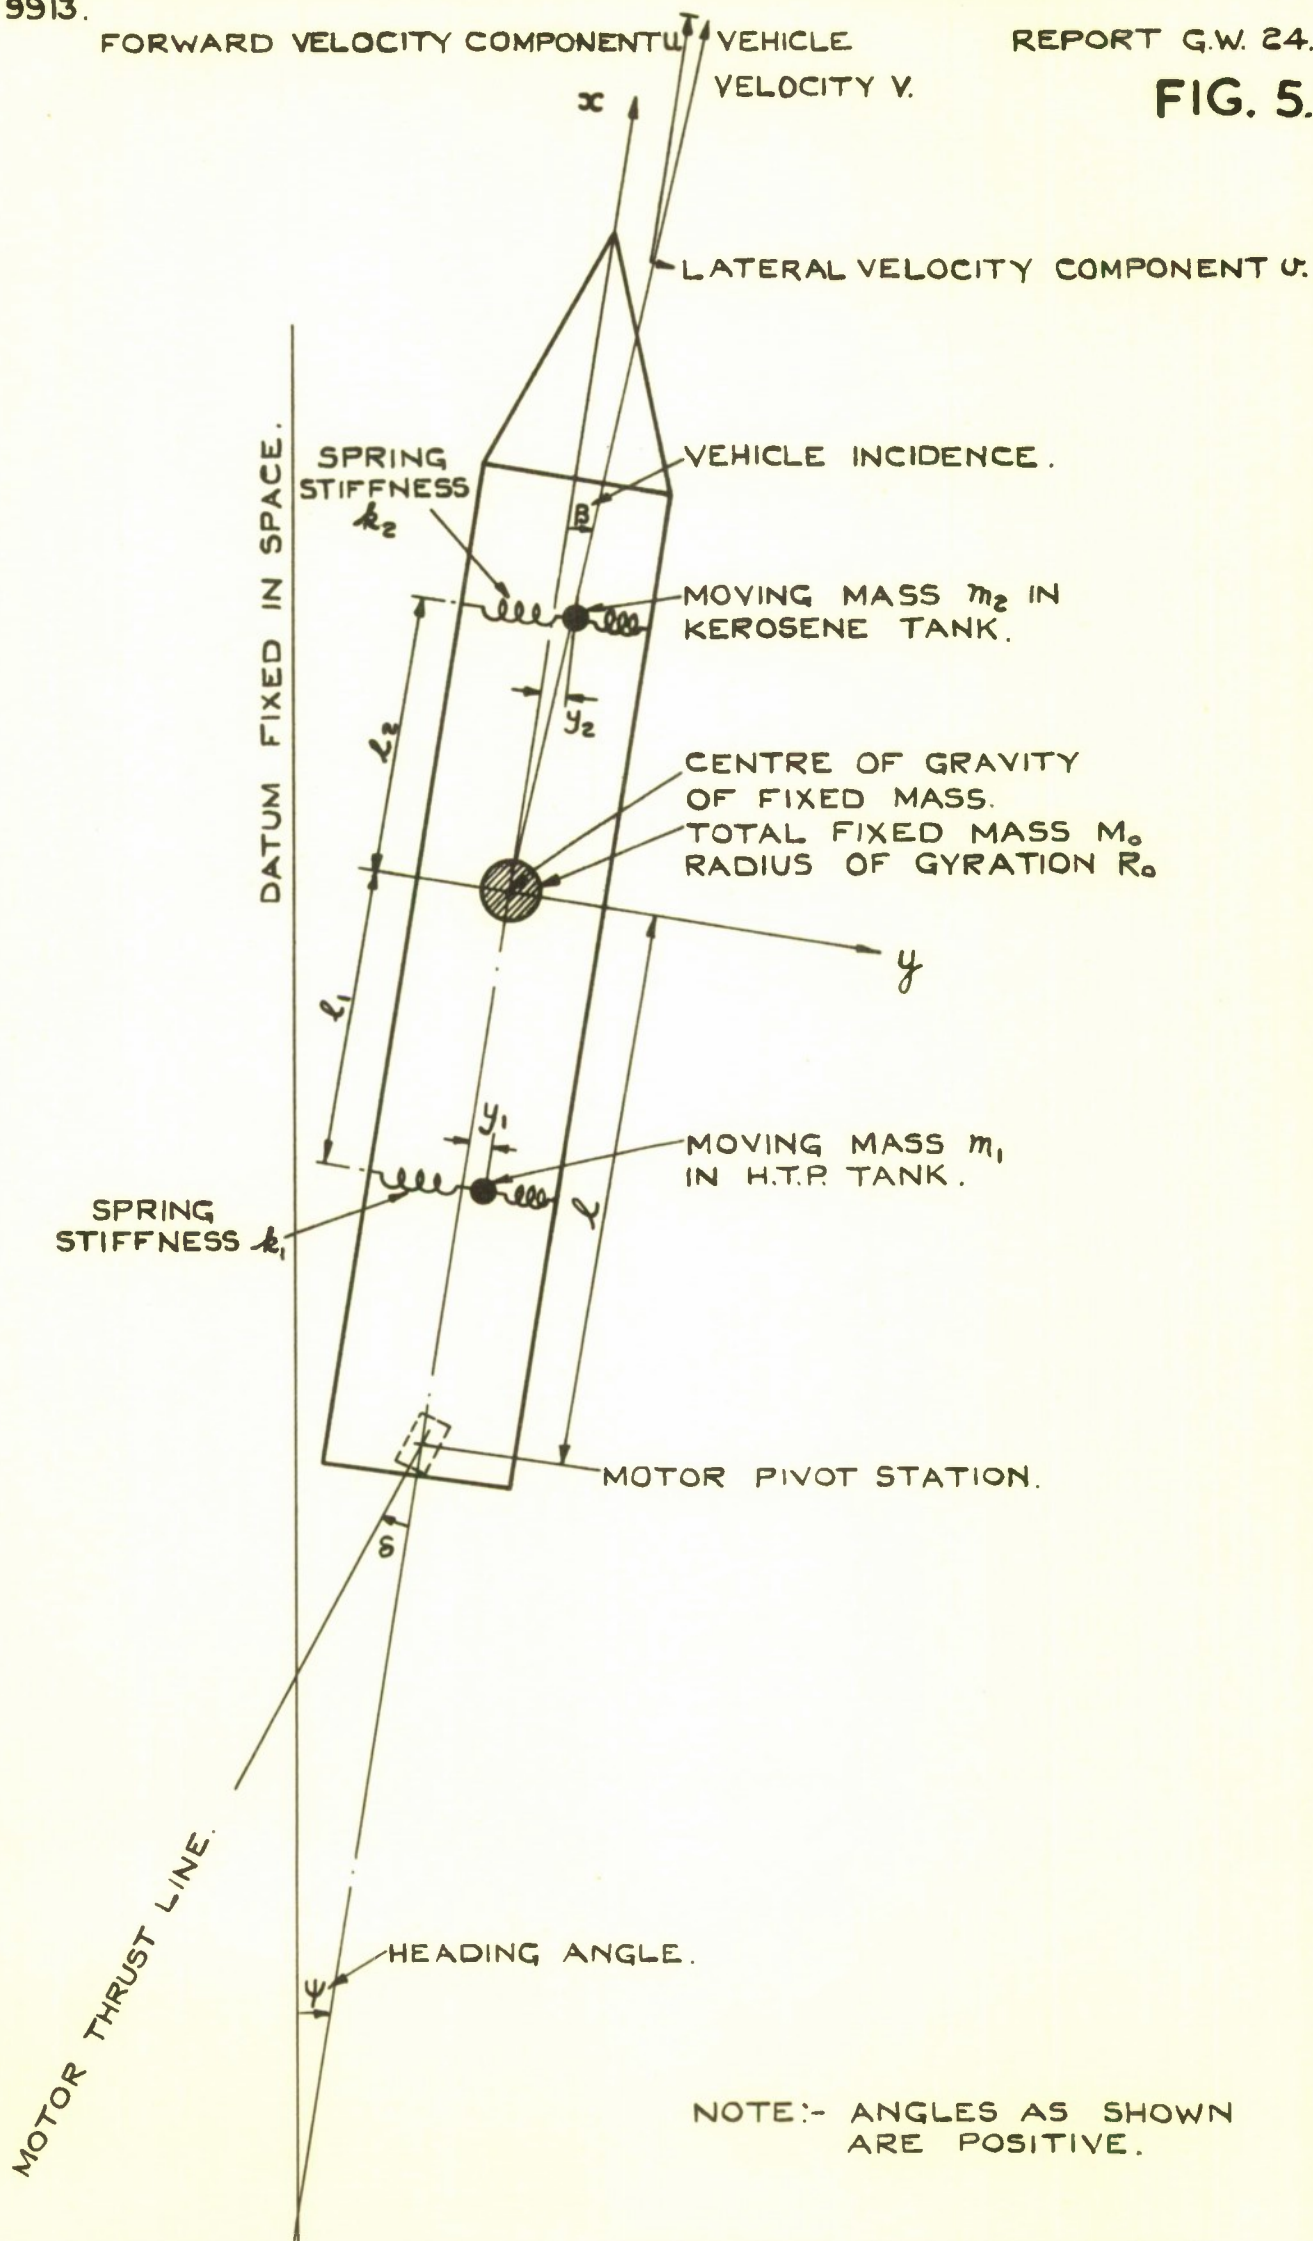 9913.
FORWARD VELOCITY COMPONENT u
VEHICLE
VELOCITY V.
REPORT G.W. 24.
FIG. 5.
x
LATERAL VELOCITY COMPONENT v.
DATUM FIXED IN SPACE.
SPRING
STIFFNESS
k₂
VEHICLE INCIDENCE.
β
MOVING MASS m₂ IN
KEROSENE TANK.
y₂
l₂
CENTRE OF GRAVITY
OF FIXED MASS.
TOTAL FIXED MASS M₀
RADIUS OF GYRATION R₀
y
l₁
y₁
MOVING MASS m₁
IN H.T.P. TANK.
l
SPRING
STIFFNESS k₁
MOTOR PIVOT STATION.
δ
MOTOR THRUST LINE.
HEADING ANGLE.
ψ
NOTE:- ANGLES AS SHOWN
ARE POSITIVE.